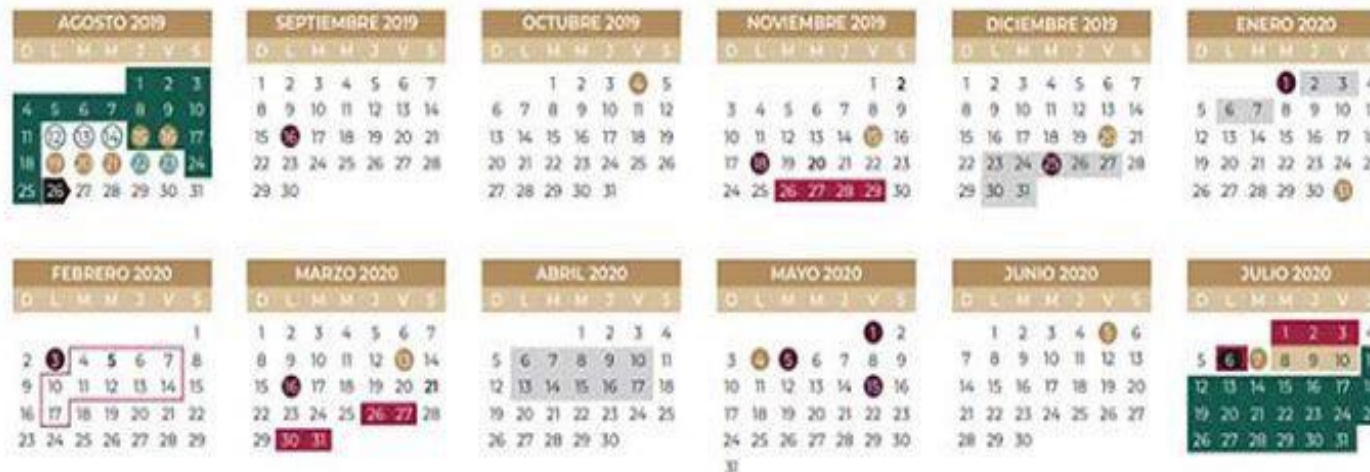 AGOSTO 2019
D L M M J V S
1 2 3
4 5 6 7 8 9 10
11 12 13 14 15 16 17
18 19 20 21 22 23 24
25 26 27 28 29 30 31
SEPTIEMBRE 2019
D L M M J V S
1 2 3 4 5 6 7
8 9 10 11 12 13 14
15 16 17 18 19 20 21
22 23 24 25 26 27 28
29 30
OCTUBRE 2019
D L M M J V S
1 2 3 4 5
6 7 8 9 10 11 12
13 14 15 16 17 18 19
20 21 22 23 24 25 26
27 28 29 30 31
NOVIEMBRE 2019
D L M M J V S
1 2
3 4 5 6 7 8 9
10 11 12 13 14 15 16
17 18 19 20 21 22 23
24 25 26 27 28 29 30
DICIEMBRE 2019
D L M M J V S
1 2 3 4 5 6 7
8 9 10 11 12 13 14
15 16 17 18 19 20 21
22 23 24 25 26 27 28
29 30 31
ENERO 2020
D L M M J V
1 2 3
5 6 7 8 9 10
12 13 14 15 16 17
19 20 21 22 23 24
26 27 28 29 30 31
FEBRERO 2020
D L M M J V S
1
2 3 4 5 6 7 8
9 10 11 12 13 14 15
16 17 18 19 20 21 22
23 24 25 26 27 28 29
MARZO 2020
D L M M J V S
1 2 3 4 5 6 7
8 9 10 11 12 13 14
15 16 17 18 19 20 21
22 23 24 25 26 27 28
29 30 31
ABRIL 2020
D L M M J V S
1 2 3 4
5 6 7 8 9 10 11
12 13 14 15 16 17 18
19 20 21 22 23 24 25
26 27 28 29 30
MAYO 2020
D L M M J V S
1 2
3 4 5 6 7 8 9
10 11 12 13 14 15 16
17 18 19 20 21 22 23
24 25 26 27 28 29 30
31
JUNIO 2020
D L M M J V S
1 2 3 4 5 6
7 8 9 10 11 12 13
14 15 16 17 18 19 20
21 22 23 24 25 26 27
28 29 30
JULIO 2020
D L M M J V
1 2 3
5 6 7 8 9 10
12 13 14 15 16 17
19 20 21 22 23 24
26 27 28 29 30 31